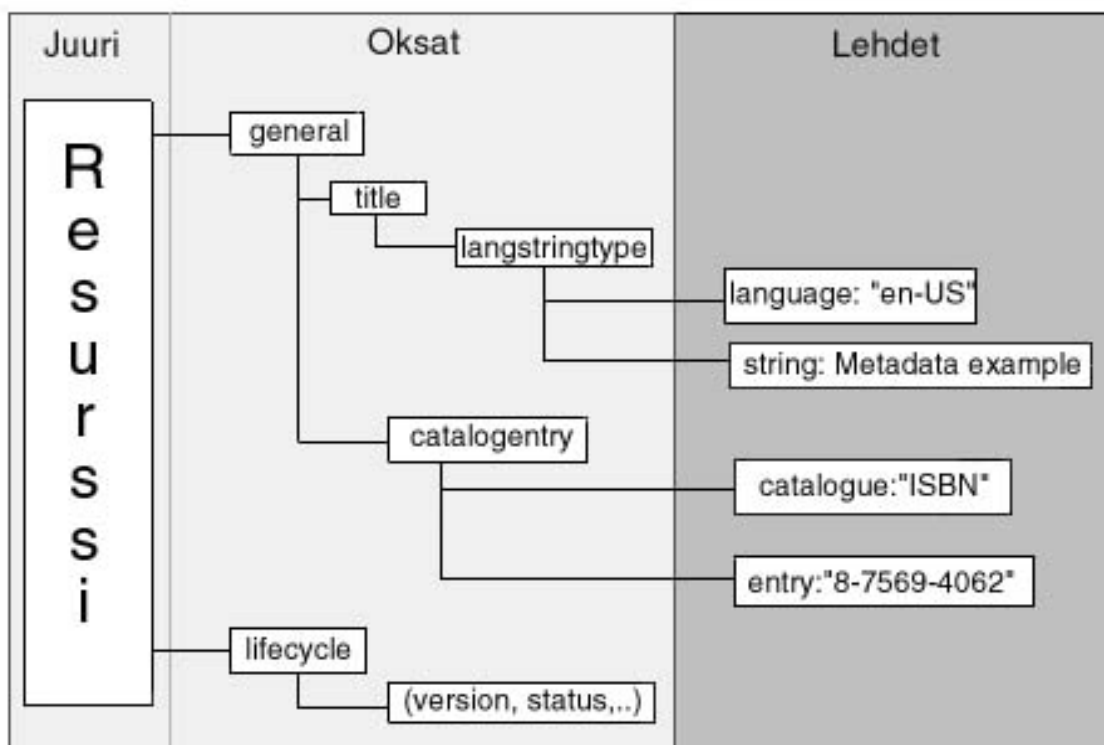 Juuri
Oksat
Lehdet
Resurssi
general
title
langstringtype
language: "en-US"
string: Metadata example
catalogentry
catalogue:"ISBN"
entry:"8-7569-4062"
lifecycle
(version, status,..)